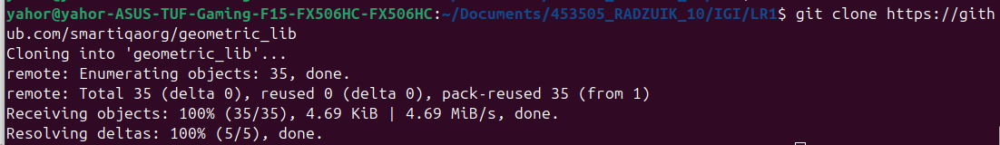 yahor@yahor-ASUS-TUF-Gaming-F15-FX506HC-FX506HC:~/Documents/453505_RADZUIK_10/IGI/LR1$ git clone https://gith
ub.com/smartiqaorg/geometric_lib
Cloning into 'geometric_lib'...
remote: Enumerating objects: 35, done.
remote: Total 35 (delta 0), reused 0 (delta 0), pack-reused 35 (from 1)
Receiving objects: 100% (35/35), 4.69 KiB | 4.69 MiB/s, done.
Resolving deltas: 100% (5/5), done.